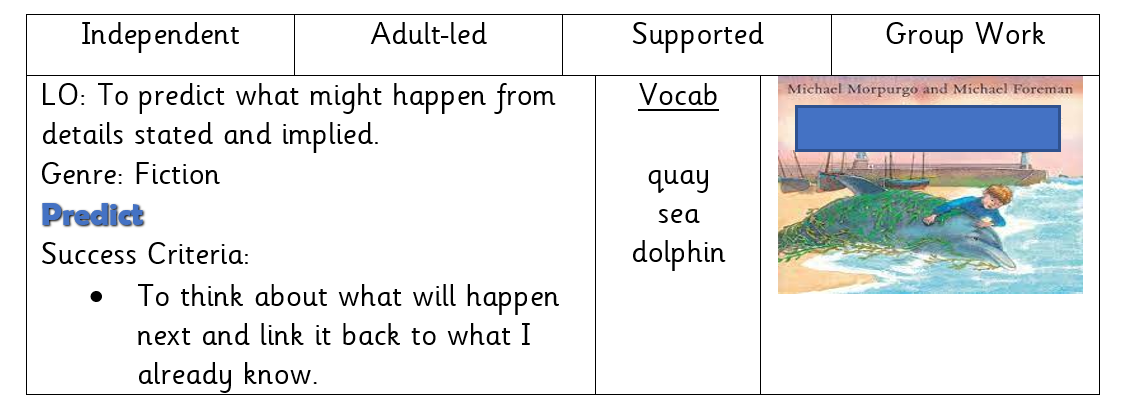 Independent
Adult-led
Supported
Group Work
LO: To predict what might happen from
details stated and implied.
Genre: Fiction
Predict
Success Criteria:
• To think about what will happen
next and link it back to what I
already know.
Vocab
quay
sea
dolphin
Michael Morpurgo and Michael Foreman